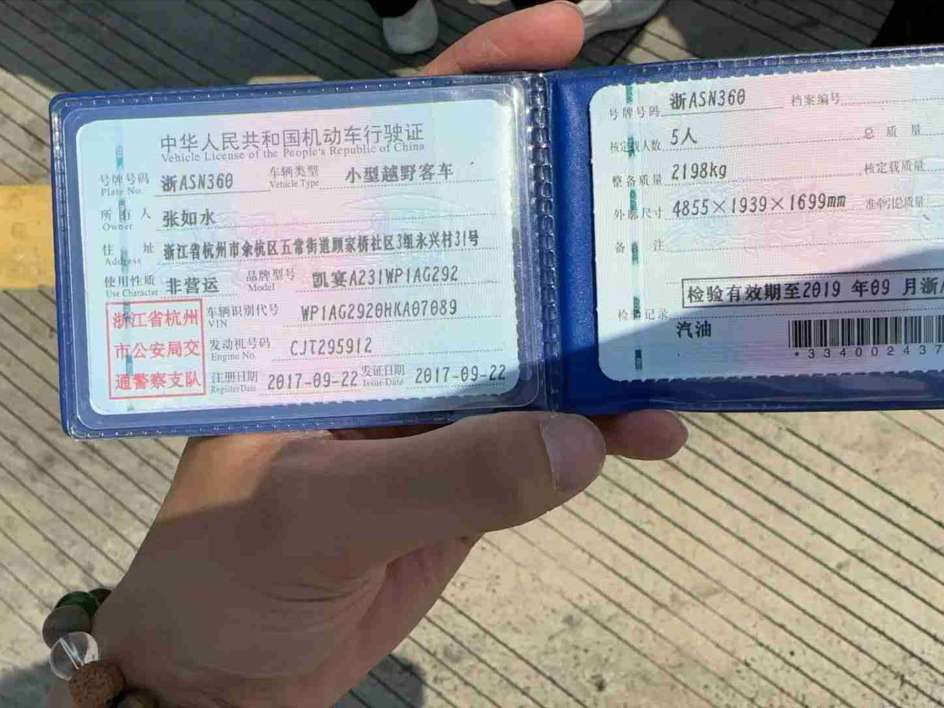 中华人民共和国机动车行驶证
Vehicle License of the People's Republic of China
号牌号码 浙ASN360 车辆类型 小型越野客车
Plate No. Vehicle Type
所有人 张如水
Owner
住址 浙江省杭州市余杭区五常街道顾家桥社区3组永兴村31号
Address
使用性质 非营运 品牌型号 凯宴A231WP1AG292
Use Character Model
浙江省杭州
市公安局交
通警察支队
车辆识别代号 WP1AG2920HKA07089
VIN
发动机号码 CJT295912
Engine No.
注册日期 2017-09-22 发证日期 2017-09-22
Register Date Issue Date
号牌号码 浙ASN360 档案编号
核定载人数 5人 总质量
整备质量 2198kg 核定载质量
外廓尺寸 4855×1939×1699mm 准牵引总质量
备注
检验有效期至2019 年09 月浙A
检验记录
汽油
*334002437